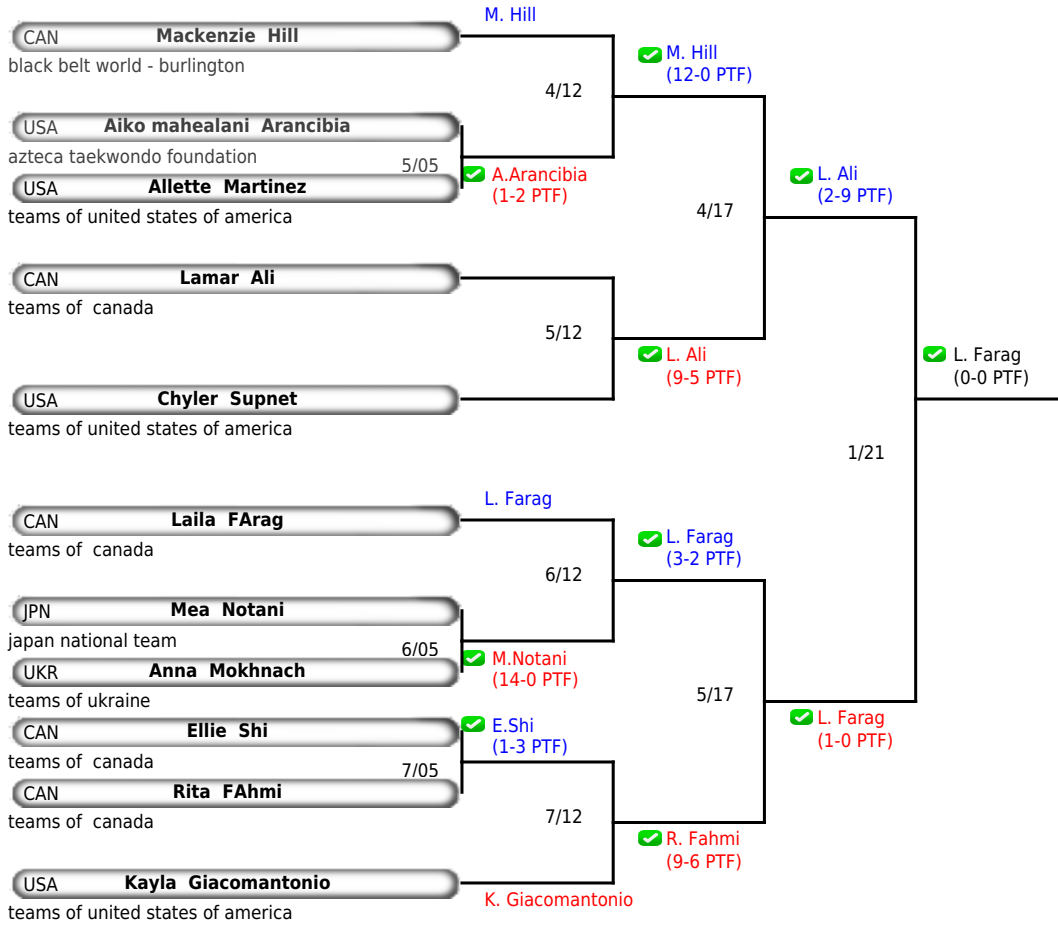 M. Hill
CAN Mackenzie Hill
black belt world - burlington
M. Hill
(12-0 PTF)
4/12
USA Aiko mahealani Arancibia
azteca taekwondo foundation
5/05
A.Arancibia
(1-2 PTF)
USA Allette Martinez
teams of united states of america
L. Ali
(2-9 PTF)
4/17
CAN Lamar Ali
teams of canada
5/12
L. Ali
(9-5 PTF)
L. Farag
(0-0 PTF)
USA Chyler Supnet
teams of united states of america
1/21
L. Farag
CAN Laila FArag
teams of canada
L. Farag
(3-2 PTF)
6/12
JPN Mea Notani
japan national team
6/05
M.Notani
(14-0 PTF)
UKR Anna Mokhnach
teams of ukraine
5/17
CAN Ellie Shi
teams of canada
E.Shi
(1-3 PTF)
L. Farag
(1-0 PTF)
7/05
CAN Rita FAhmi
teams of canada
7/12
R. Fahmi
(9-6 PTF)
USA Kayla Giacomantonio
teams of united states of america
K. Giacomantonio